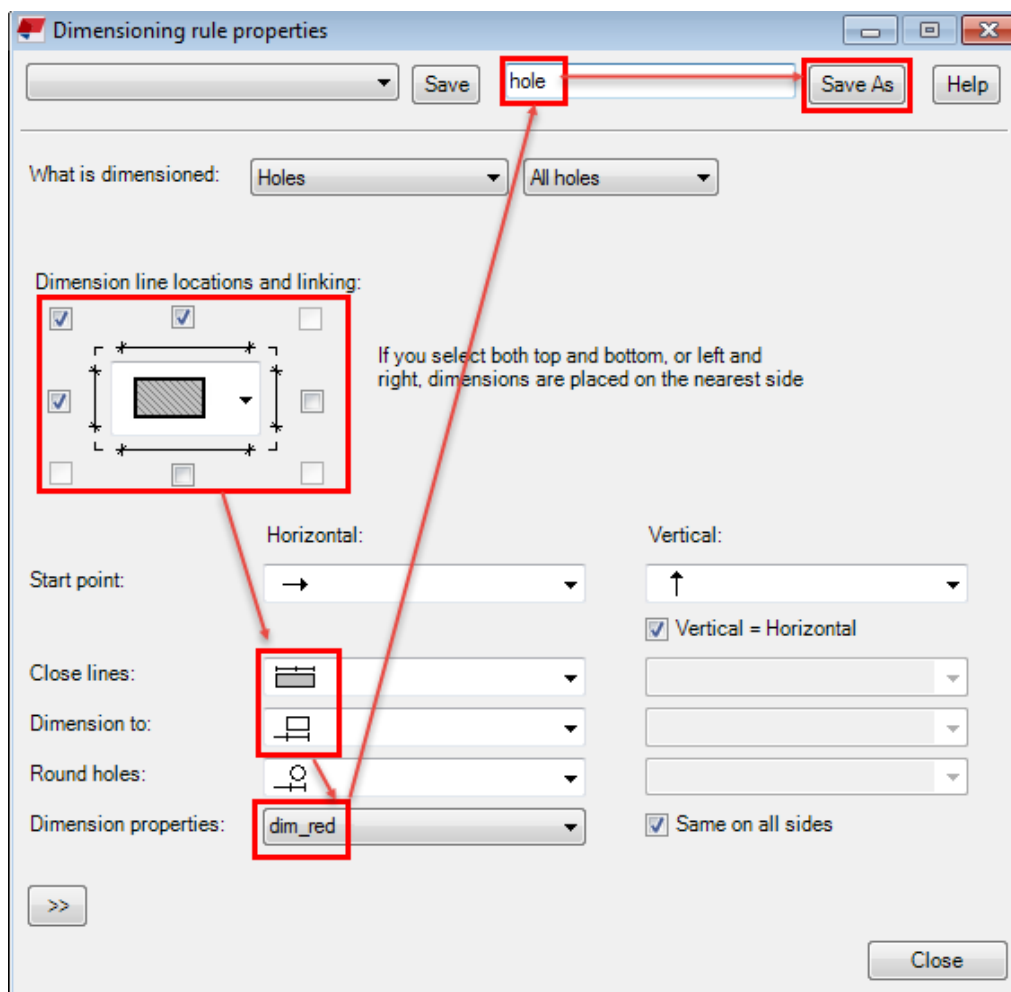 Dimensioning rule properties
Save
hole
Save As
Help
What is dimensioned:
Holes
All holes
Dimension line locations and linking:
If you select both top and bottom, or left and
right, dimensions are placed on the nearest side
Horizontal:
Vertical:
Start point:
Vertical = Horizontal
Close lines:
Dimension to:
Round holes:
Dimension properties:
dim_red
Same on all sides
>>
Close